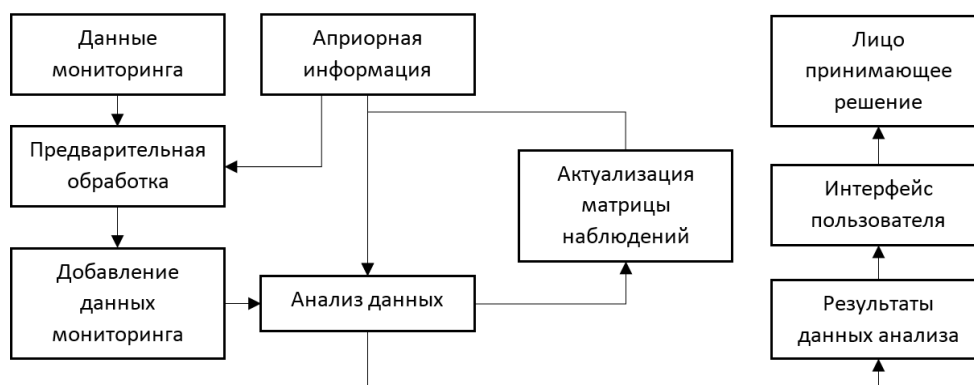 Данные
мониторинга
Априорная
информация
Лицо
принимающее
решение
Предварительная
обработка
Актуализация
матрицы
наблюдений
Интерфейс
пользователя
Добавление
данных
мониторинга
Анализ данных
Результаты
данных анализа